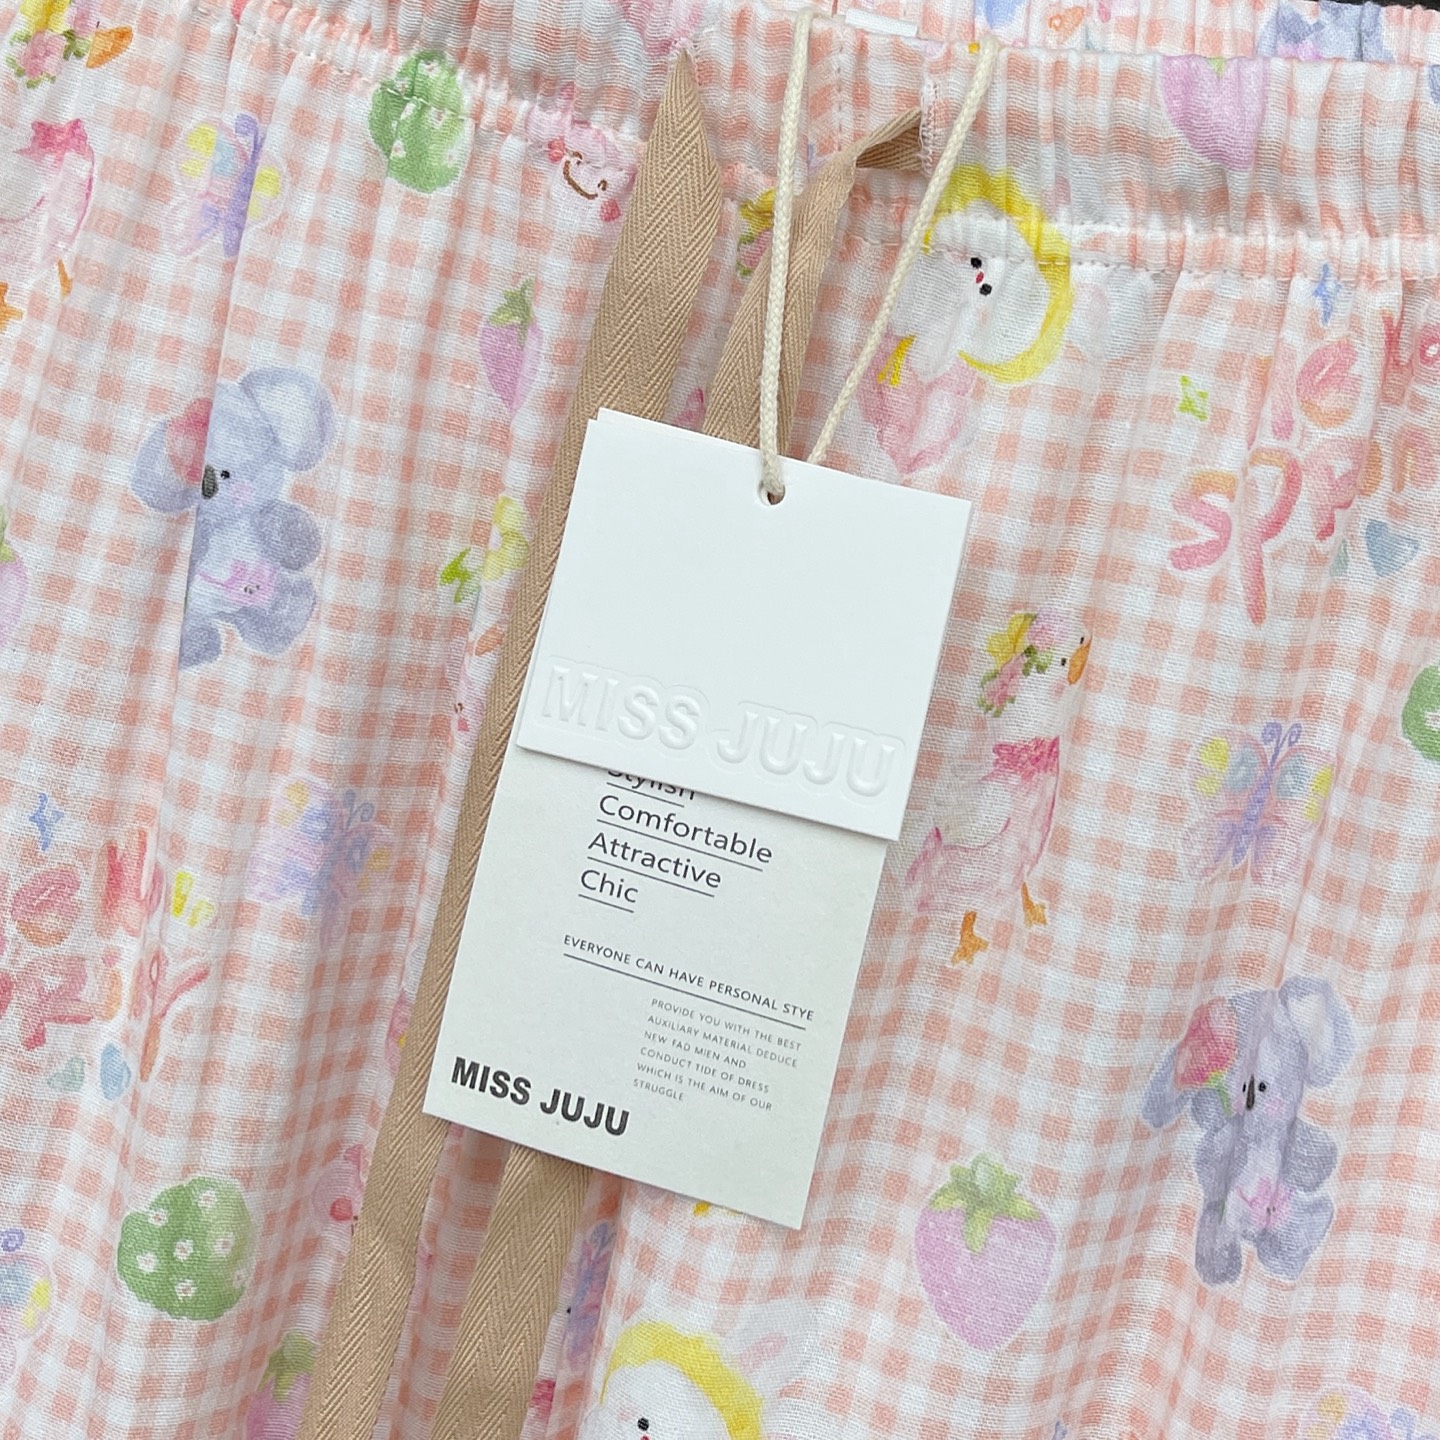 MISS JUJU
Stylish
Comfortable
Attractive
Chic
EVERYONE CAN HAVE PERSONAL STYE
PROVIDE YOU WITH THE BEST
AUXILIARY MATERIAL DEDUCE
NEW FAD MIEN AND
CONDUCT TIDE OF DRESS
WHICH IS THE AIM OF OUR
STRUGGLE
MISS JUJU